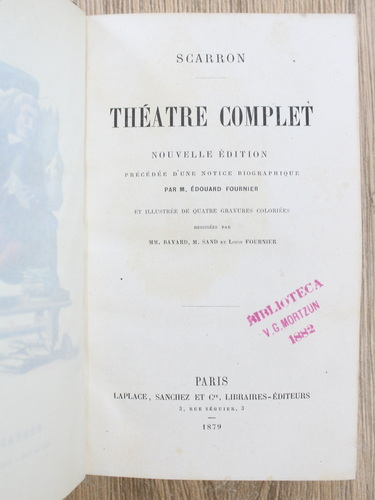 SCARRON
THÉATRE COMPLET
NOUVELLE ÉDITION
PRÉCÉDÉE D'UNE NOTICE BIOGRAPHIQUE
PAR M. ÉDOUARD FOURNIER
ET ILLUSTRÉE DE QUATRE GRAVURES COLORIÉES
DESSINÉES PAR
MM. BAYARD, M. SAND ET LOUIS FOURNIER
BIBLIOTECA
V. G. MORTZUN
1882
PARIS
LAPLACE, SANCHEZ ET Cie, LIBRAIRES-ÉDITEURS
3, RUE SÉGUIER, 3
1879